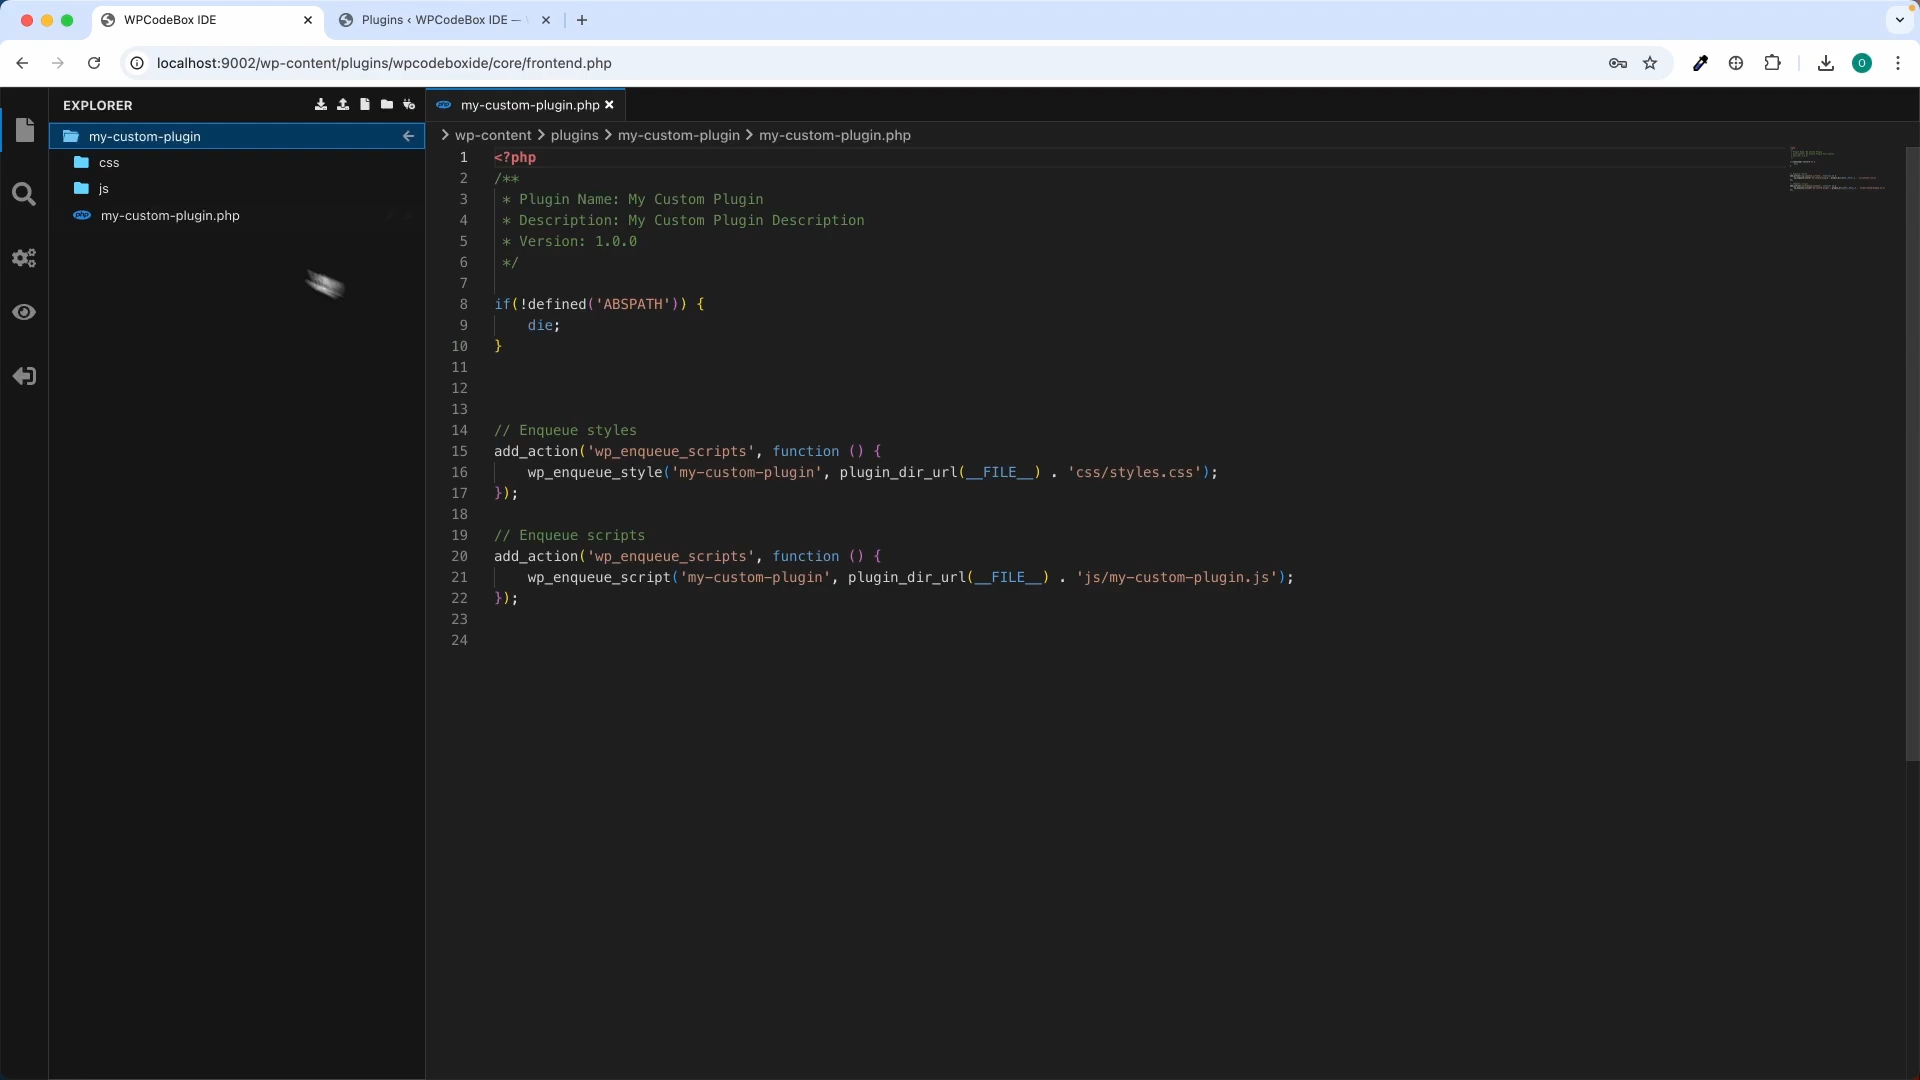 WPCodeBox IDE
Plugins ‹ WPCodeBox IDE —
localhost:9002/wp-content/plugins/wpcodeboxide/core/frontend.php
O
EXPLORER
my-custom-plugin
css
js
php my-custom-plugin.php
php my-custom-plugin.php
wp-content > plugins > my-custom-plugin > my-custom-plugin.php
1 <?php
2 /**
3  * Plugin Name: My Custom Plugin
4  * Description: My Custom Plugin Description
5  * Version: 1.0.0
6  */
7
8 if(!defined('ABSPATH')) {
9     die;
10 }
11
12
13
14 // Enqueue styles
15 add_action('wp_enqueue_scripts', function () {
16     wp_enqueue_style('my-custom-plugin', plugin_dir_url(__FILE__) . 'css/styles.css');
17 });
18
19 // Enqueue scripts
20 add_action('wp_enqueue_scripts', function () {
21     wp_enqueue_script('my-custom-plugin', plugin_dir_url(__FILE__) . 'js/my-custom-plugin.js');
22 });
23
24